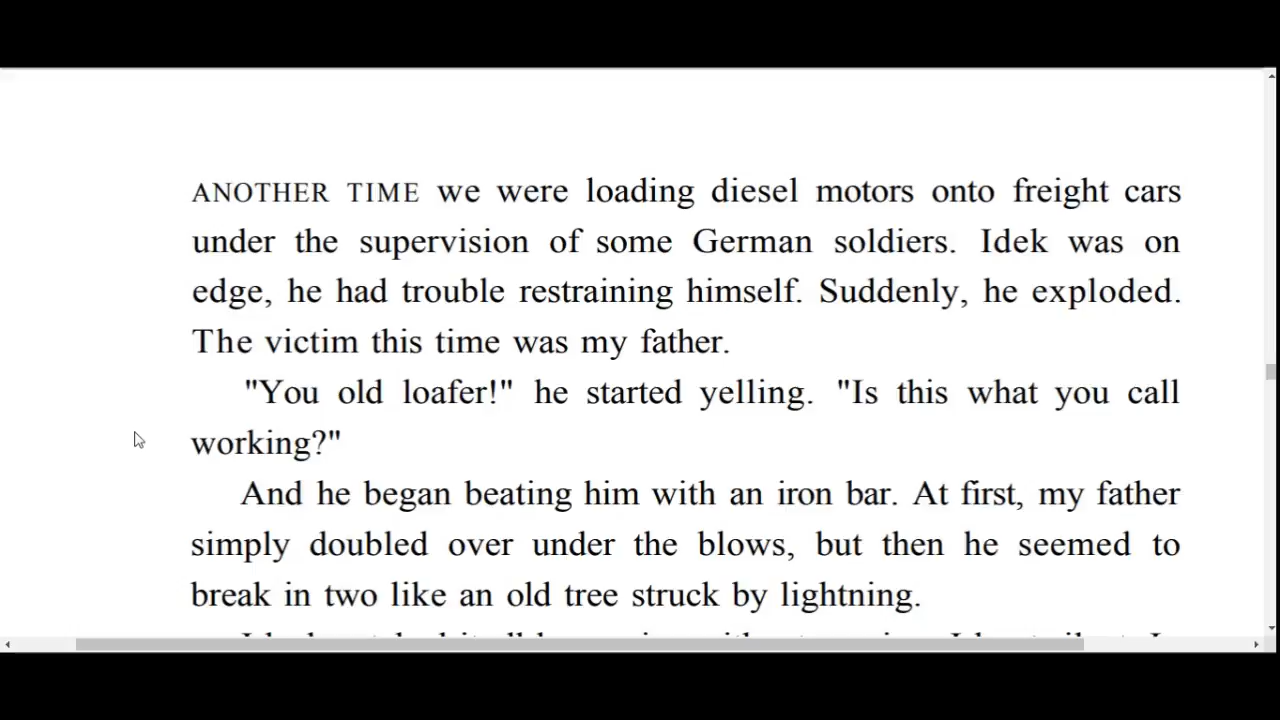 ANOTHER TIME we were loading diesel motors onto freight cars
under the supervision of some German soldiers. Idek was on
edge, he had trouble restraining himself. Suddenly, he exploded.
The victim this time was my father.
"You old loafer!" he started yelling. "Is this what you call
working?"
And he began beating him with an iron bar. At first, my father
simply doubled over under the blows, but then he seemed to
break in two like an old tree struck by lightning.